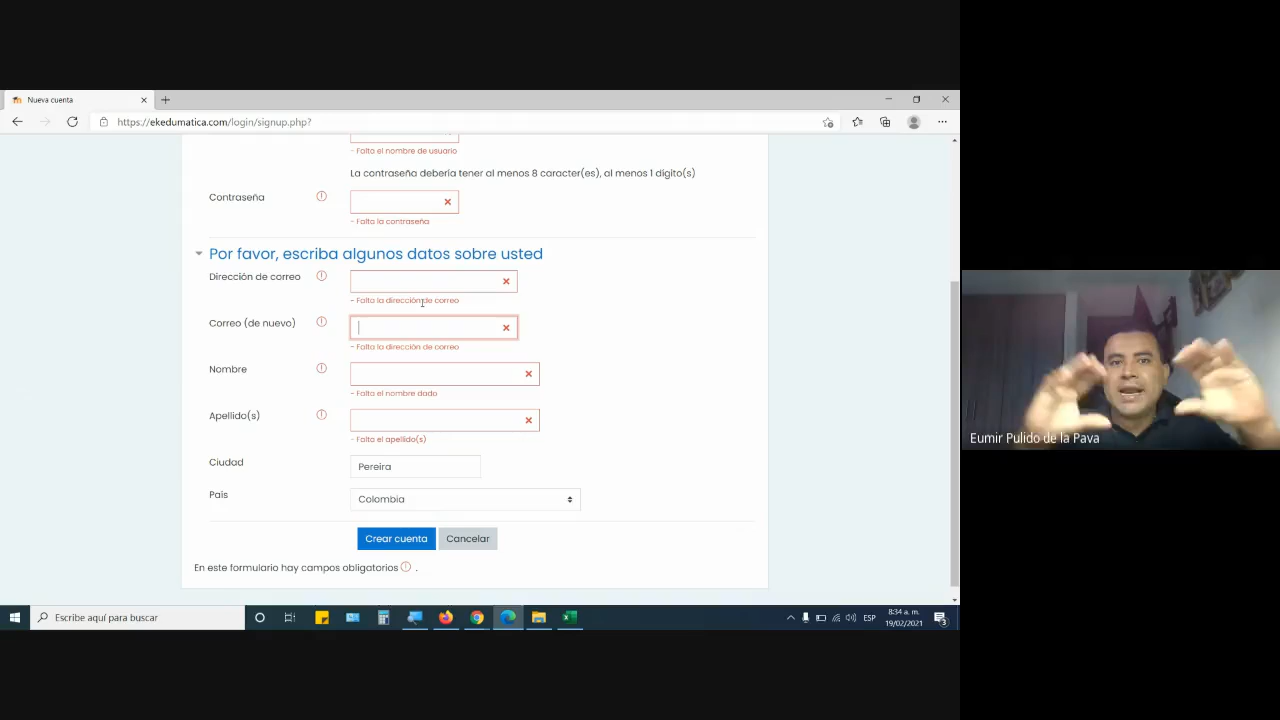 Nueva cuenta
https://ekedumatica.com/login/signup.php?
- Falta el nombre de usuario
La contraseña debería tener al menos 8 caracter(es), al menos 1 dígito(s)
Contraseña
- Falta la contraseña
Por favor, escriba algunos datos sobre usted
Dirección de correo
- Falta la dirección de correo
Correo (de nuevo)
- Falta la dirección de correo
Nombre
- Falta el nombre dado
Apellido(s)
- Falta el apellido(s)
Ciudad
Pereira
País
Colombia
Crear cuenta
Cancelar
En este formulario hay campos obligatorios .
Eumir Pulido de la Pava
Escribe aquí para buscar
ESP
8:34 a. m.
19/02/2021
3